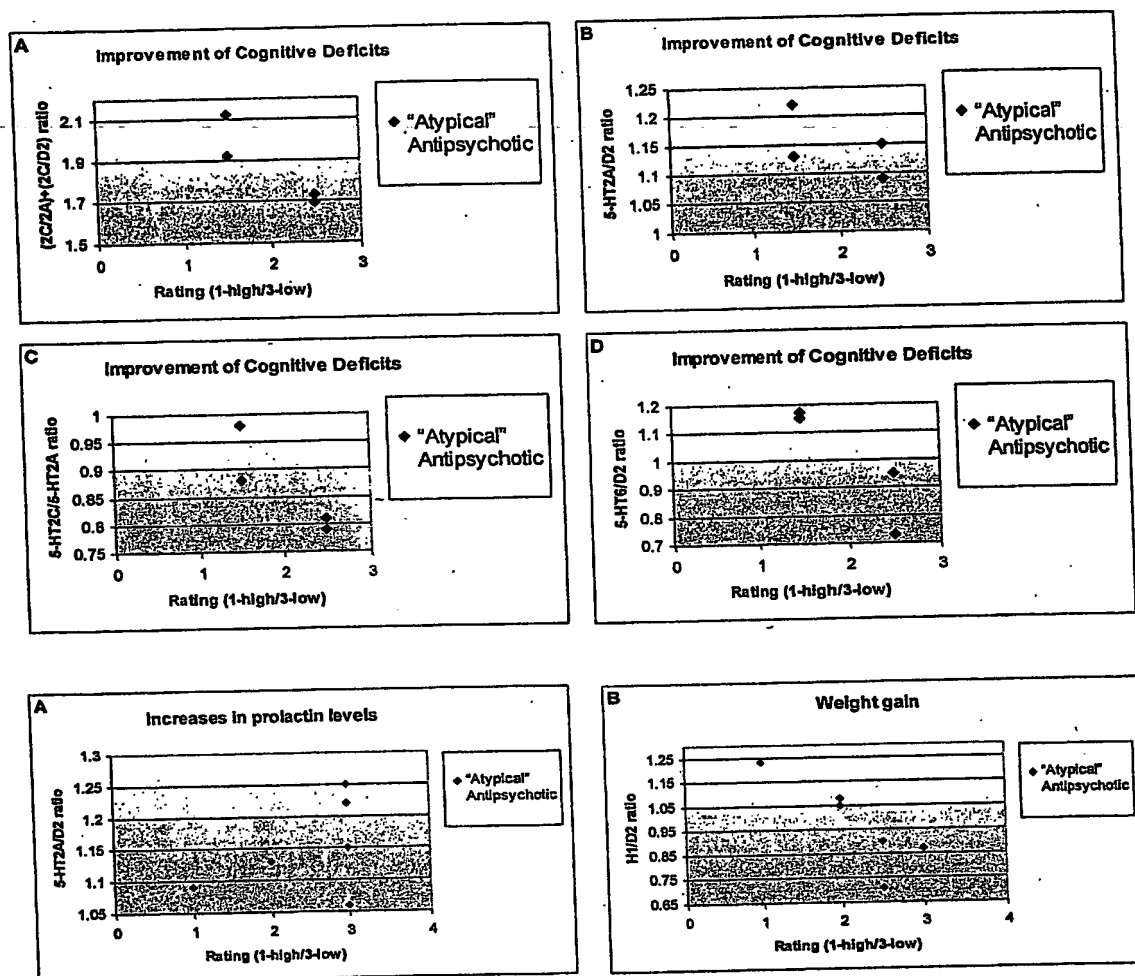 A
Improvement of Cognitive Deficits
(2C/2A)+(2C/D2) ratio
2.1
1.9
1.7
1.5
0 1 2 3
Rating (1-high/3-low)
"Atypical"
Antipsychotic
B
Improvement of Cognitive Deficits
5-HT2A/D2 ratio
1.25
1.2
1.15
1.1
1.05
1
0 1 2 3
Rating (1-high/3-low)
"Atypical"
Antipsychotic
C
Improvement of Cognitive Deficits
5-HT2C/5-HT2A ratio
1
0.95
0.9
0.85
0.8
0.75
0 1 2 3
Rating (1-high/3-low)
"Atypical"
Antipsychotic
D
Improvement of Cognitive Deficits
5-HT6/D2 ratio
1.2
1.1
1
0.9
0.8
0.7
0 1 2 3
Rating (1-high/3-low)
"Atypical"
Antipsychotic
A
Increases in prolactin levels
5-HT2A/D2 ratio
1.3
1.25
1.2
1.15
1.1
1.05
0 1 2 3 4
Rating (1-high/3-low)
"Atypical"
Antipsychotic
B
Weight gain
H1/D2 ratio
1.25
1.15
1.05
0.95
0.85
0.75
0.65
0 1 2 3 4
Rating (1-high/3-low)
"Atypical"
Antipsychotic